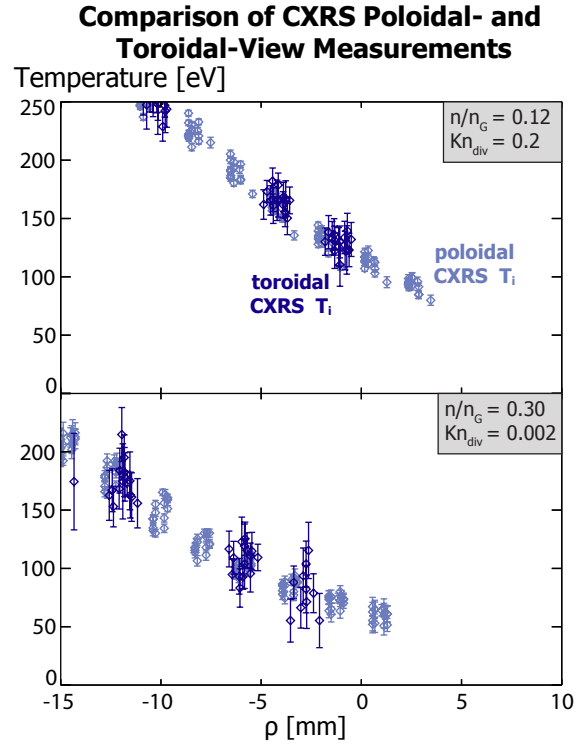 Comparison of CXRS Poloidal- and
Toroidal-View Measurements
Temperature [eV]
250
200
150
100
50
0
n/nG = 0.12
Kndiv = 0.2
poloidal
CXRS Ti
toroidal
CXRS Ti
n/nG = 0.30
Kndiv = 0.002
200
150
100
50
0
-15 -10 -5 0 5 10
ρ [mm]